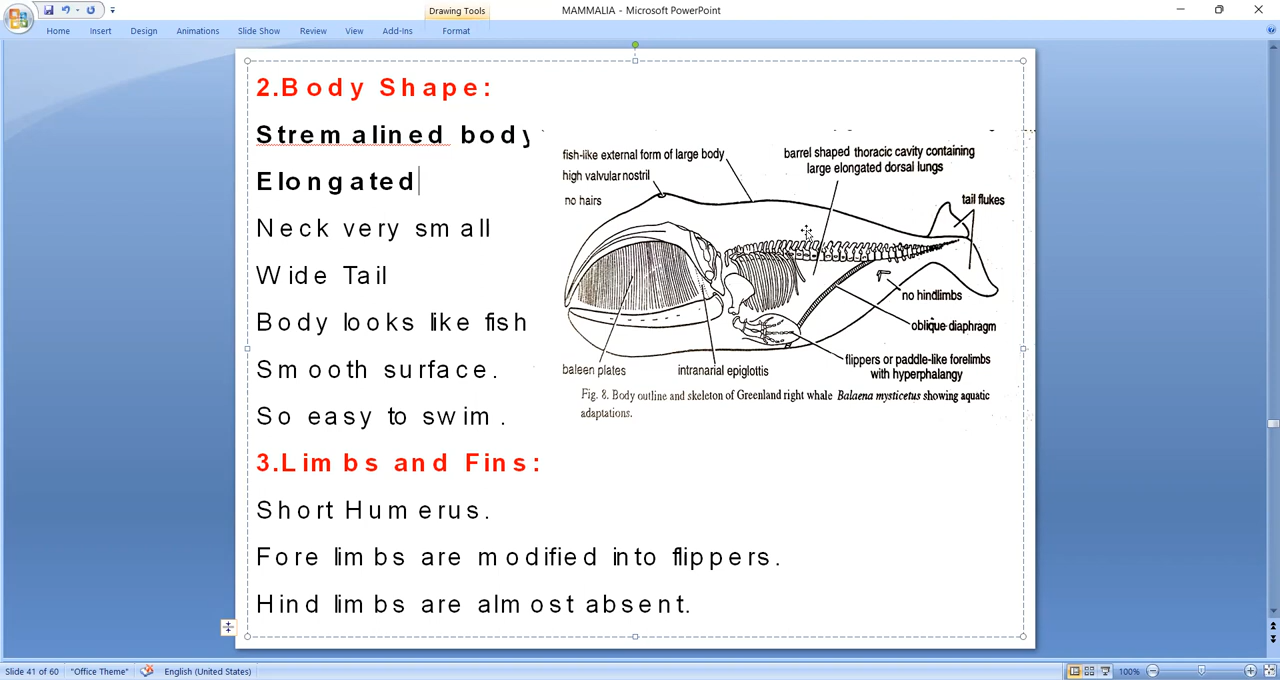 Drawing Tools
MAMMALIA - Microsoft PowerPoint
Home Insert Design Animations Slide Show Review View Add-Ins Format
2.Body Shape:
Stremalined body
Elongated
Neck very small
Wide Tail
Body looks like fish
Smooth surface.
So easy to swim.
3.Limbs and Fins:
Short Humerus.
Fore limbs are modified into flippers.
Hind limbs are almost absent.
fish-like external form of large body
high valvular nostril
no hairs
barrel shaped thoracic cavity containing
large elongated dorsal lungs
tail flukes
no hindlimbs
oblique diaphragm
flippers or paddle-like forelimbs
with hyperphalangy
baleen plates
intranarial epiglottis
Fig. 8. Body outline and skeleton of Greenland right whale Balaena mysticetus showing aquatic
adaptations.
Slide 41 of 60 "Office Theme" English (United States) 100%